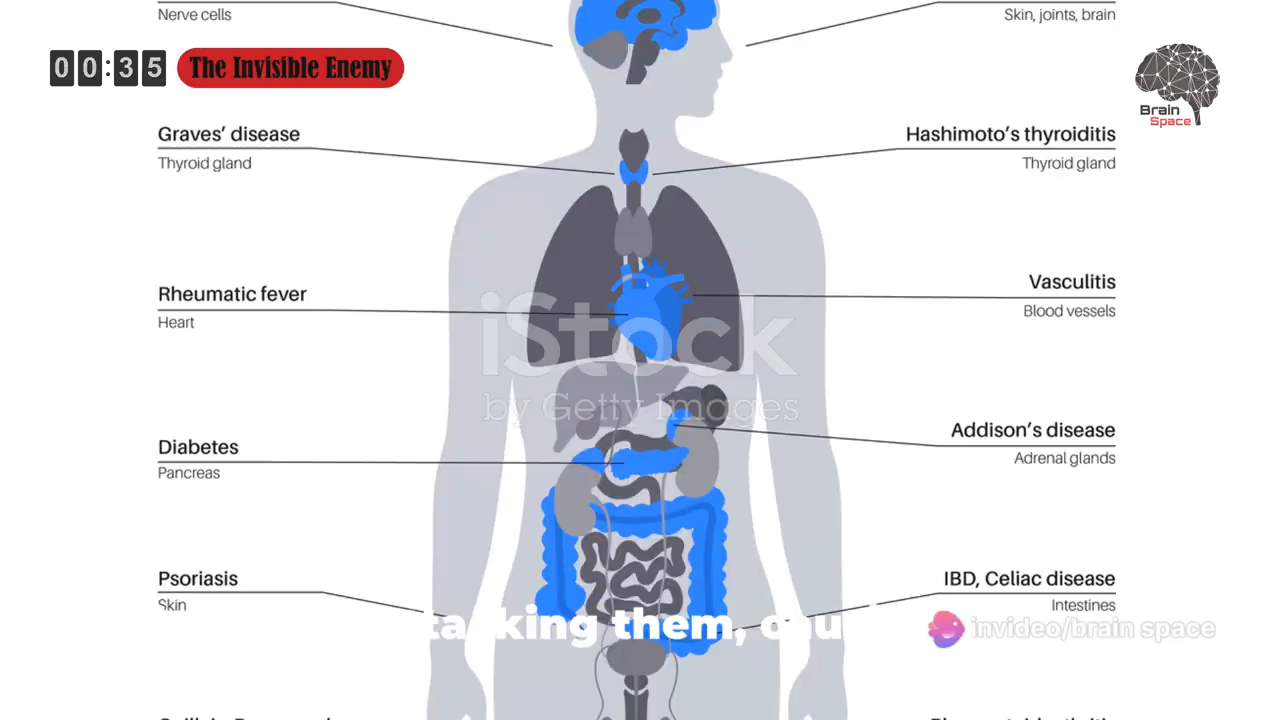 Nerve cells
Skin, joints, brain
00:35
The Invisible Enemy
Brain
Space
Graves’ disease
Thyroid gland
Hashimoto’s thyroiditis
Thyroid gland
Rheumatic fever
Heart
Vasculitis
Blood vessels
iStock
by Getty Images
Diabetes
Pancreas
Addison’s disease
Adrenal glands
Psoriasis
Skin
IBD, Celiac disease
Intestines
them,
invideo/brain space